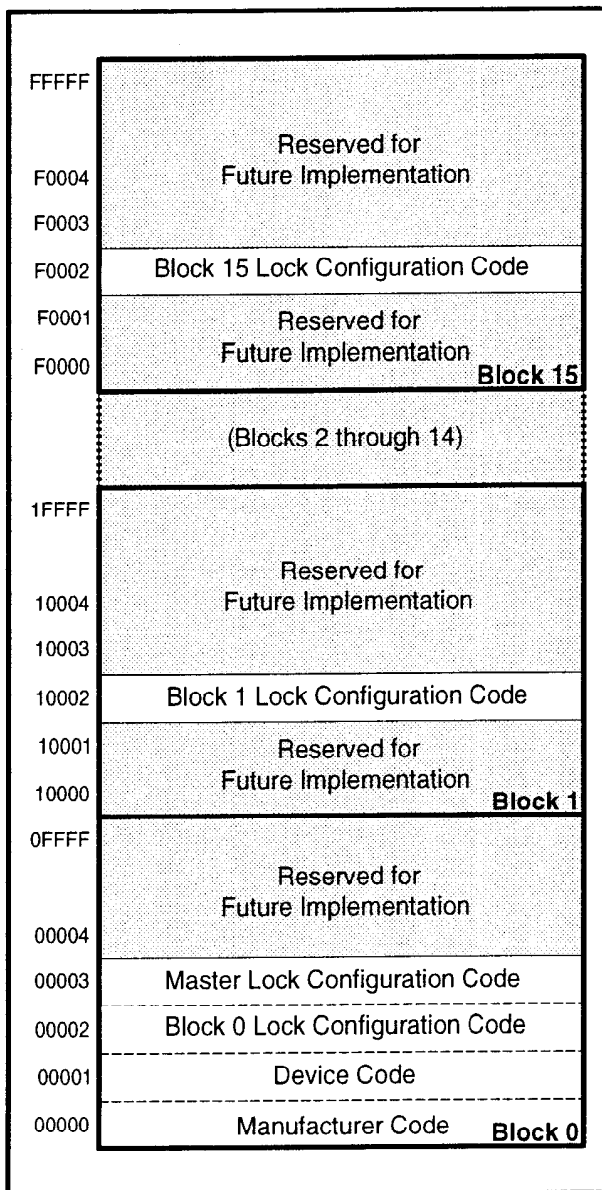 FFFFF
Reserved for
F0004 Future Implementation
F0003
F0002 Block 15 Lock Configuration Code
F0001 Reserved for
F0000 Future Implementation
Block 15
(Blocks 2 through 14)
1FFFF
Reserved for
10004 Future Implementation
10003
10002 Block 1 Lock Configuration Code
10001 Reserved for
10000 Future Implementation
Block 1
0FFFF
Reserved for
Future Implementation
00004
00003 Master Lock Configuration Code
00002 Block 0 Lock Configuration Code
00001 Device Code
00000 Manufacturer Code Block 0